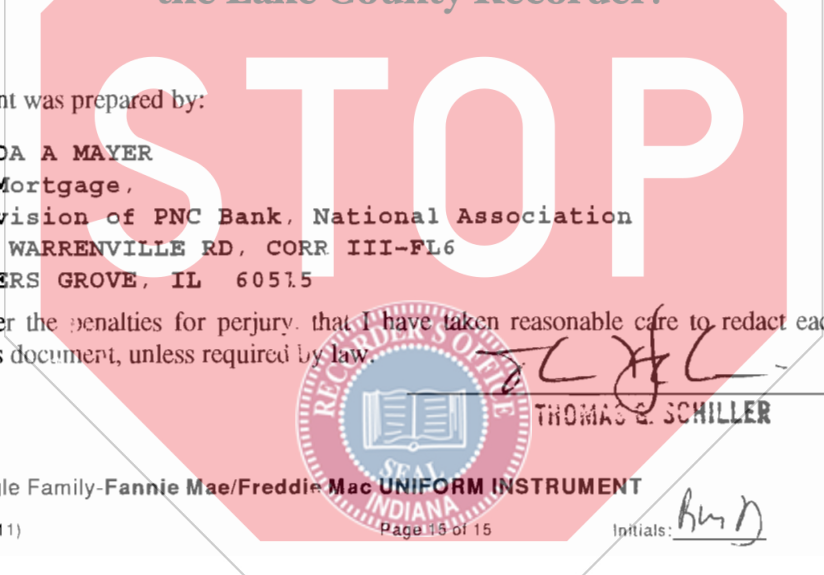 the Lake County Recorder!
STOP
nt was prepared by:
DA A MAYER
Mortgage,
vision of PNC Bank, National Association
WARRENVILLE RD, CORR III-FL6
ERS GROVE, IL 60515
er the penalties for perjury, that I have taken reasonable care to redact eac
s document, unless required by law.
THOMAS G. SCHILLER
RECORDER'S OFFICE
SEAL
INDIANA
gle Family-Fannie Mae/Freddie Mac UNIFORM INSTRUMENT
11)
Page 15 of 15
Initials: